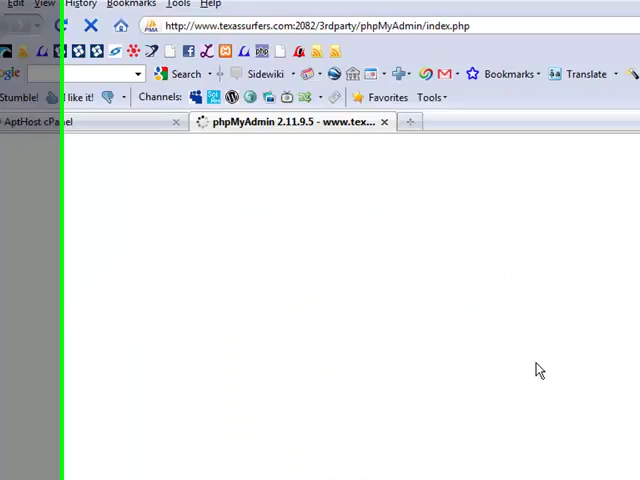 Edit View History Bookmarks Tools Help
http://www.texassurfers.com:2082/3rdparty/phpMyAdmin/index.php
ogle Search Sidewiki Bookmarks Translate
Stumble! I like it! Channels: Favorites Tools
AptHost cPanel phpMyAdmin 2.11.9.5 - www.tex...